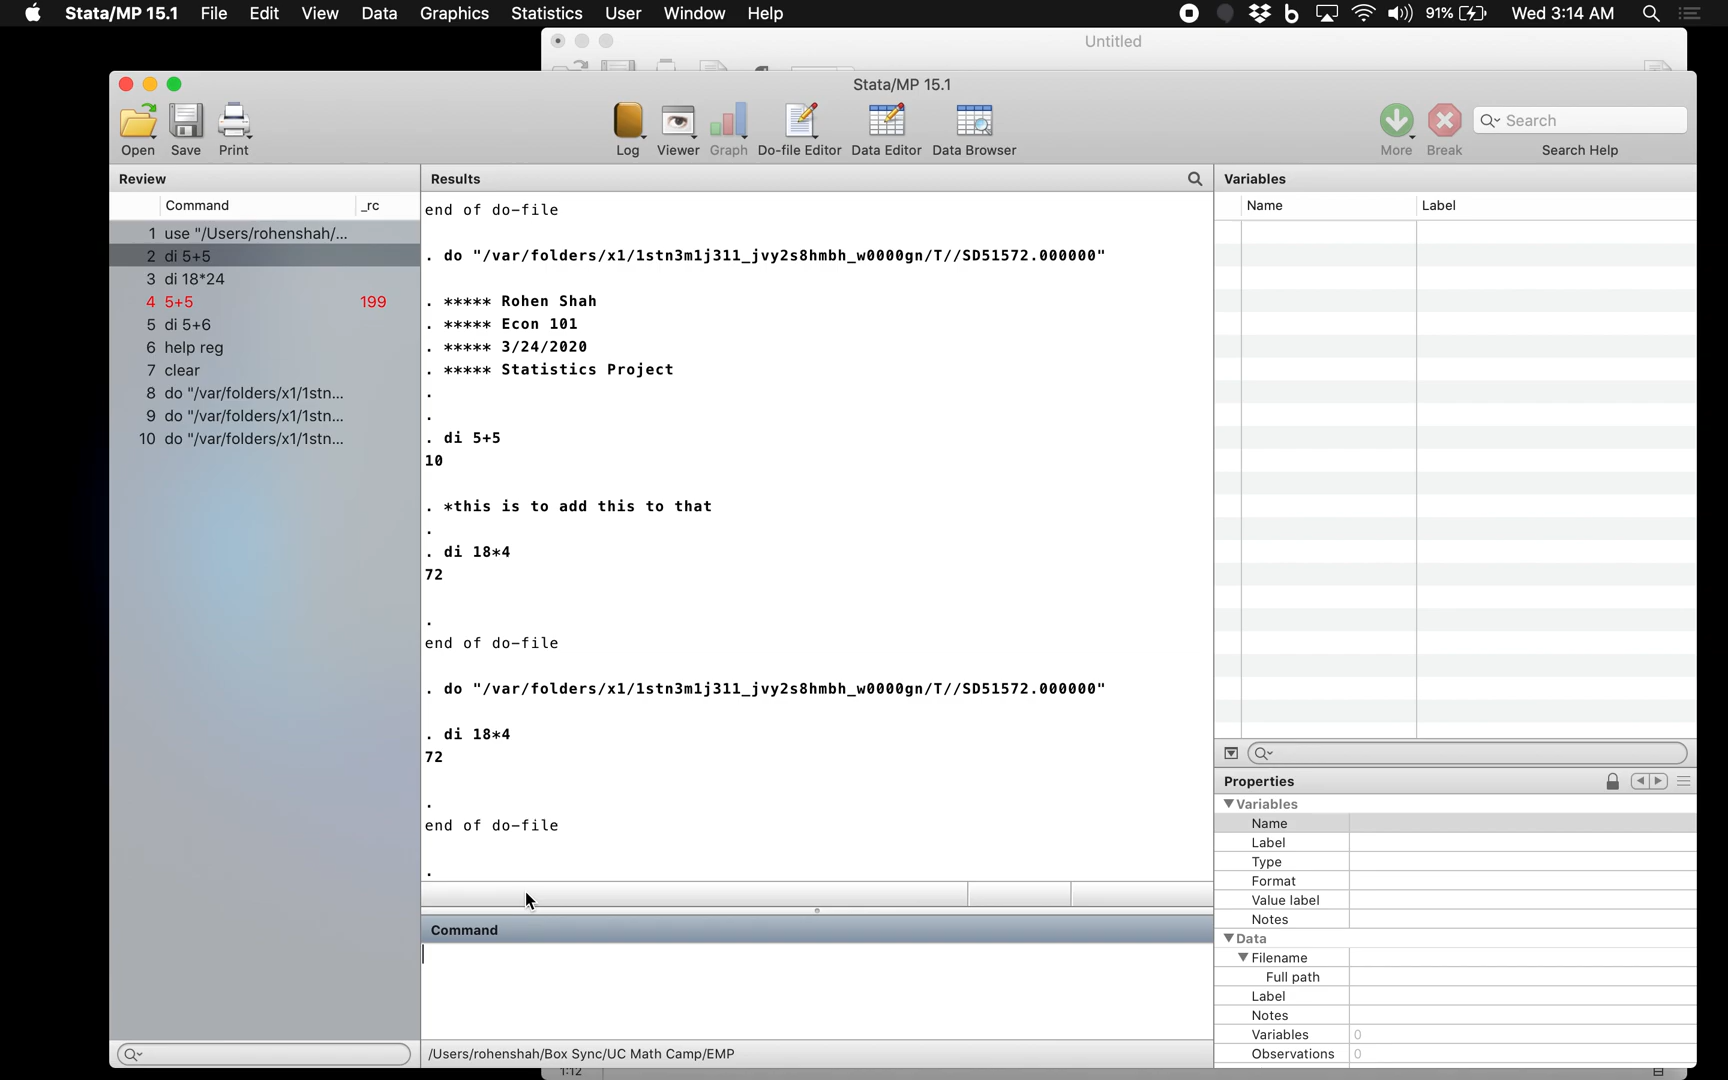 Stata/MP 15.1 File Edit View Data Graphics Statistics User Window Help 91% Wed 3:14 AM
Untitled
Stata/MP 15.1
Open Save Print Log Viewer Graph Do-file Editor Data Editor Data Browser More Break Search
Search Help
Review
Command _rc
1 use "/Users/rohenshah/...
2 di 5+5
3 di 18*24
4 5+5 199
5 di 5+6
6 help reg
7 clear
8 do "/var/folders/x1/1stn...
9 do "/var/folders/x1/1stn...
10 do "/var/folders/x1/1stn...
Results
end of do-file
. do "/var/folders/x1/1stn3m1j311_jvy2s8hmbh_w0000gn/T//SD51572.000000"
. ***** Rohen Shah
. ***** Econ 101
. ***** 3/24/2020
. ***** Statistics Project
.
.
. di 5+5
10
. *this is to add this to that
.
. di 18*4
72
.
end of do-file
. do "/var/folders/x1/1stn3m1j311_jvy2s8hmbh_w0000gn/T//SD51572.000000"
. di 18*4
72
.
end of do-file
.
Command
/Users/rohenshah/Box Sync/UC Math Camp/EMP
1:12
Variables
Name Label
Properties
Variables
Name
Label
Type
Format
Value label
Notes
Data
Filename
Full path
Label
Notes
Variables 0
Observations 0